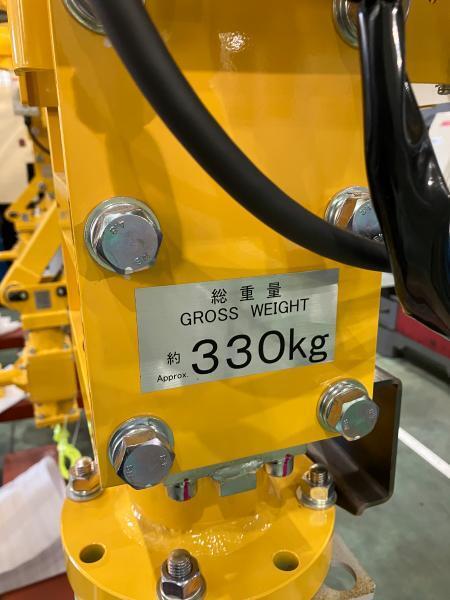 総重量
GROSS WEIGHT
約 330kg
Approx.